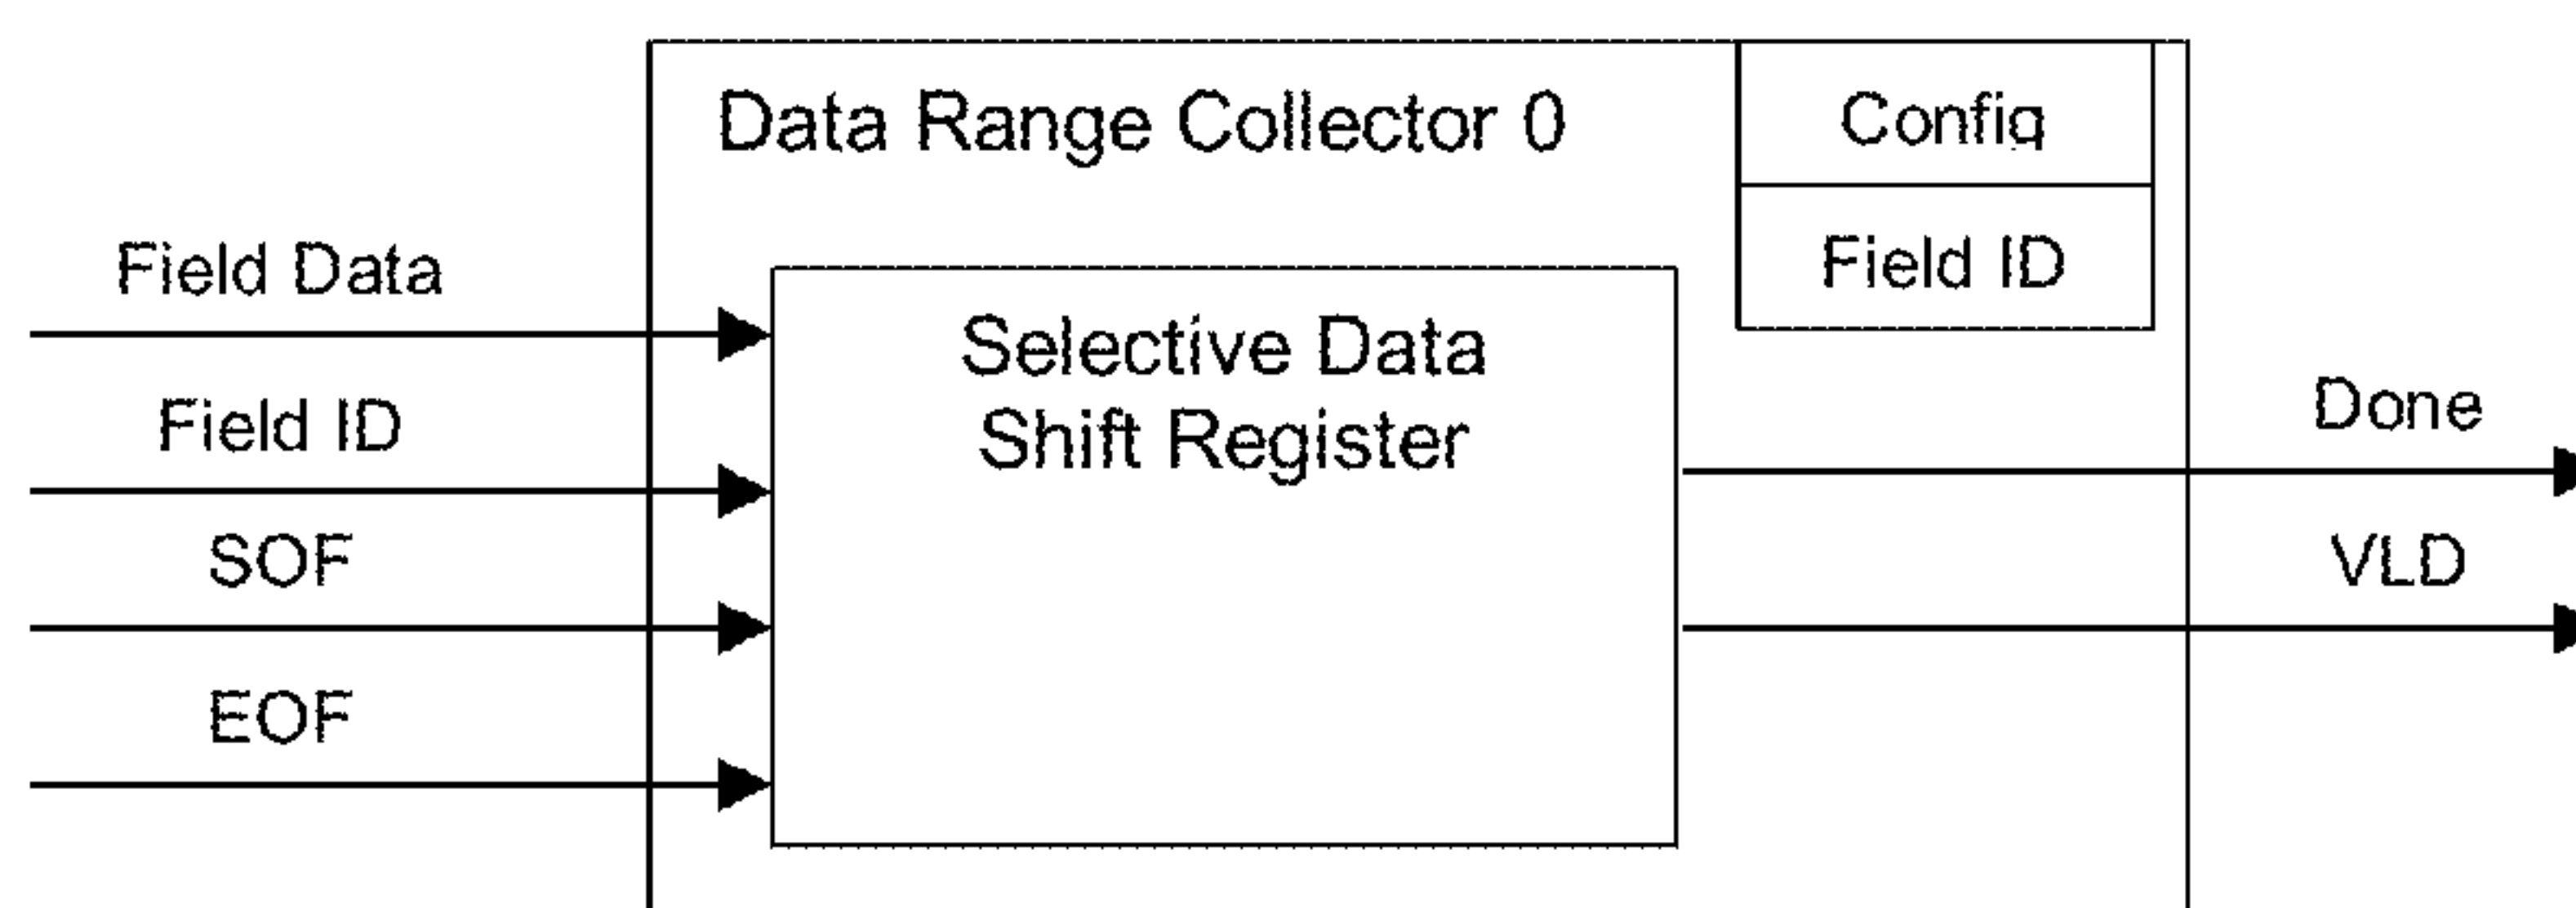 Data Range Collector 0
Config
Field ID
Field Data
Field ID
SOF
EOF
Selective Data
Shift Register
Done
VLD